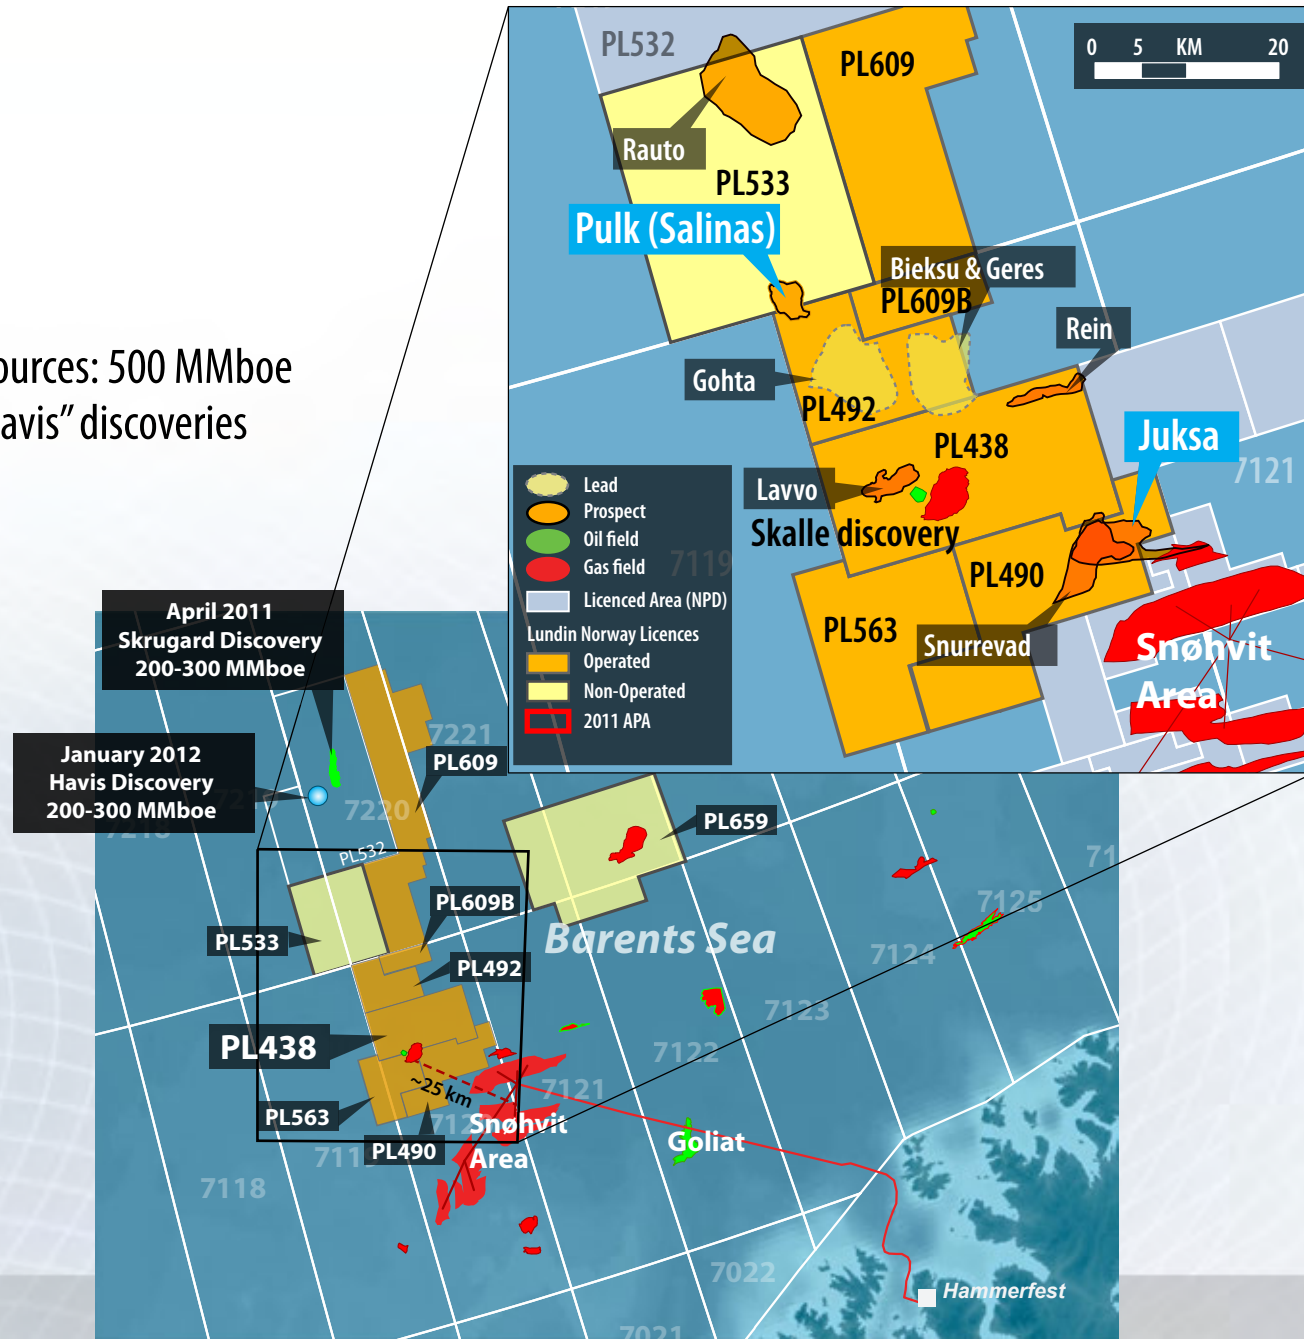 ources: 500 MMboe
avis” discoveries
PL532
PL609
0 5 KM 20
Rauto
PL533
Pulk (Salinas)
Bieksu & Geres
PL609B
Rein
Gohta
PL492
Juksa
PL438
7121
Lavvo
Skalle discovery
7119
PL490
PL563
Snurrevad
Snøhvit
Area
Lead
Prospect
Oil field
Gas field
Licenced Area (NPD)
Lundin Norway Licences
Operated
Non-Operated
2011 APA
April 2011
Skrugard Discovery
200-300 MMboe
January 2012
Havis Discovery
200-300 MMboe
7221
PL609
7220
PL532
PL659
PL609B
PL533
PL492
Barents Sea
7125
7124
7123
PL438
7122
~25 km
7121
PL563
Snøhvit
Area
PL490
Goliat
7118
7022
Hammerfest
7021